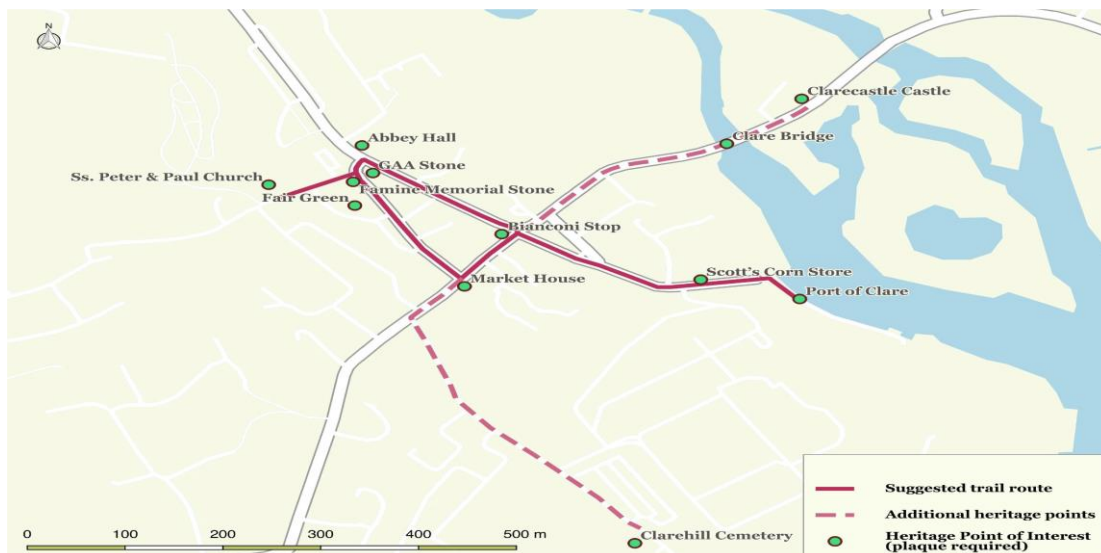 N
Clarecastle Castle
Clare Bridge
Abbey Hall
GAA Stone
Ss. Peter & Paul Church
Famine Memorial Stone
Fair Green
Bianconi Stop
Scott's Corn Store
Market House
Port of Clare
Suggested trail route
Additional heritage points
Heritage Point of Interest
(plaque required)
0 100 200 300 400 500 m
Clarehill Cemetery